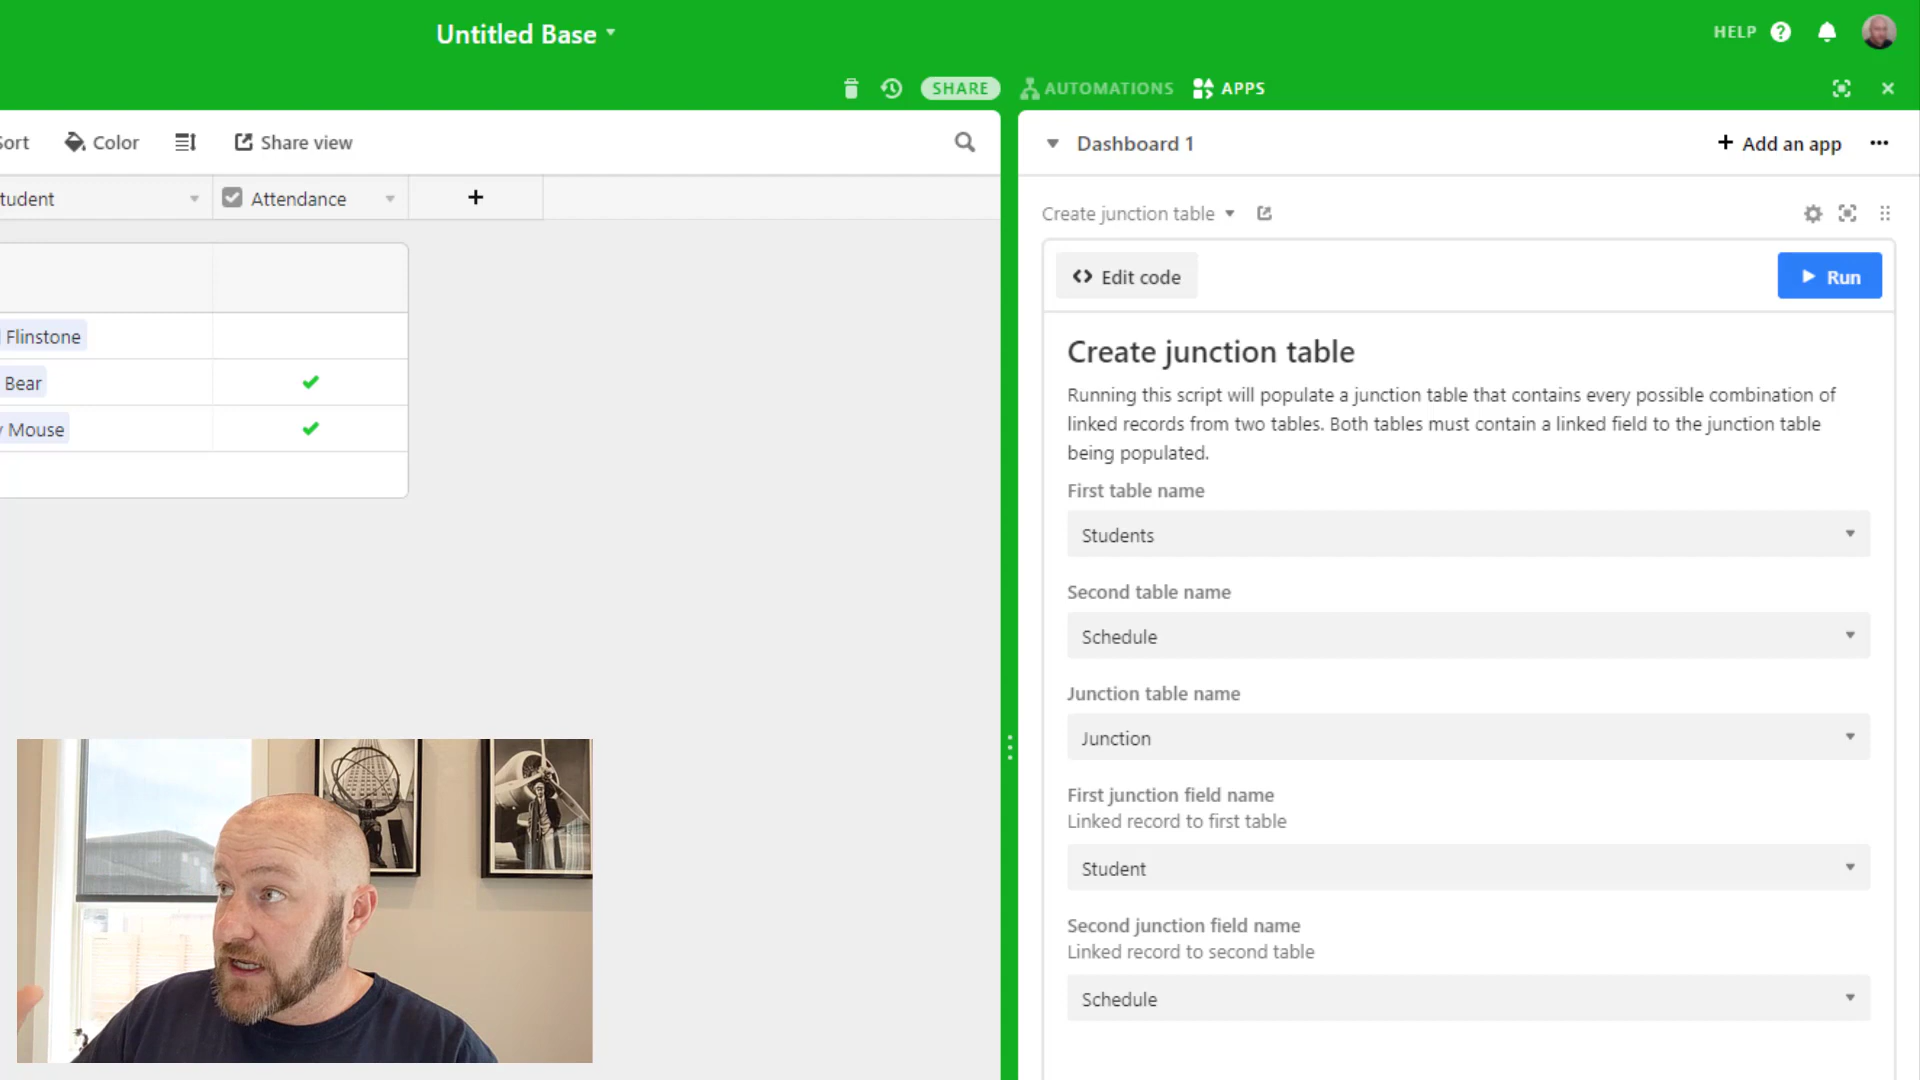 Untitled Base
HELP
SHARE
AUTOMATIONS
APPS
Color
Share view
Dashboard 1
Add an app
Attendance
Create junction table
Edit code
Run
Flinstone
Bear
Mouse
Create junction table
Running this script will populate a junction table that contains every possible combination of
linked records from two tables. Both tables must contain a linked field to the junction table
being populated.
First table name
Students
Second table name
Schedule
Junction table name
Junction
First junction field name
Linked record to first table
Student
Second junction field name
Linked record to second table
Schedule